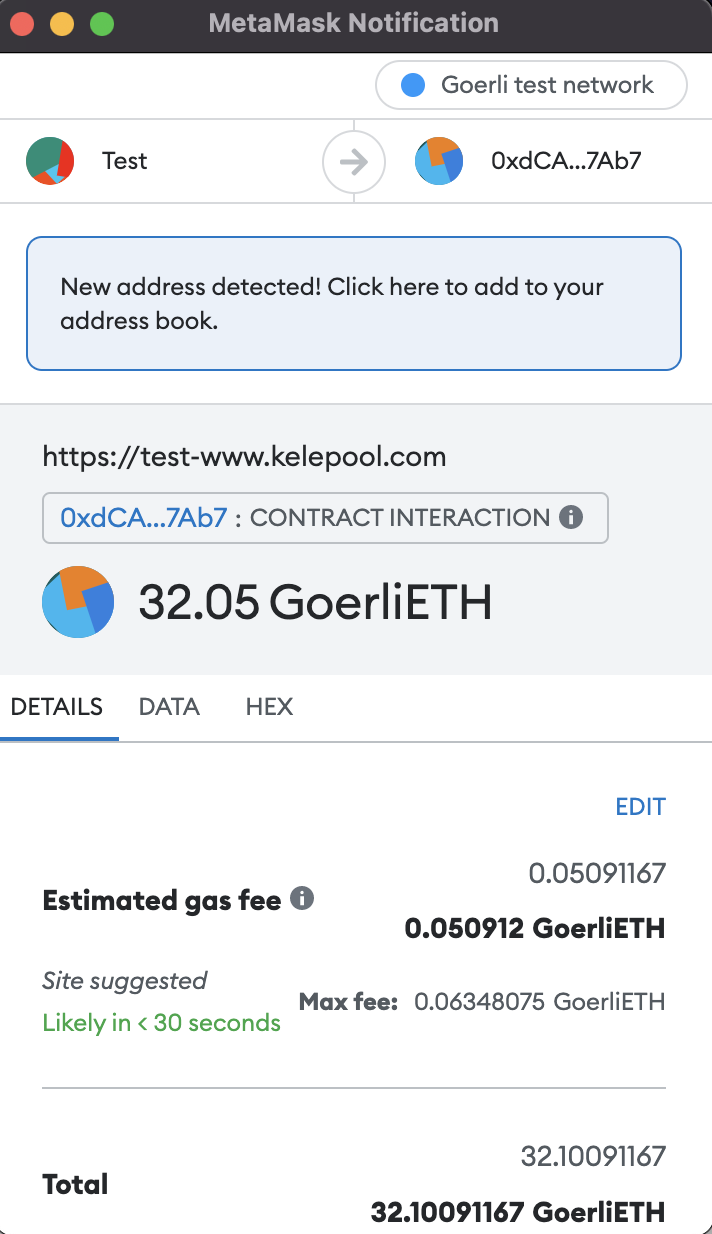 MetaMask Notification
Goerli test network
Test
0xdCA...7Ab7
New address detected! Click here to add to your
address book.
https://test-www.kelepool.com
0xdCA...7Ab7 : CONTRACT INTERACTION
32.05 GoerliETH
DETAILS DATA HEX
EDIT
0.05091167
Estimated gas fee
0.050912 GoerliETH
Site suggested
Max fee: 0.06348075 GoerliETH
Likely in < 30 seconds
32.10091167
Total
32.10091167 GoerliETH